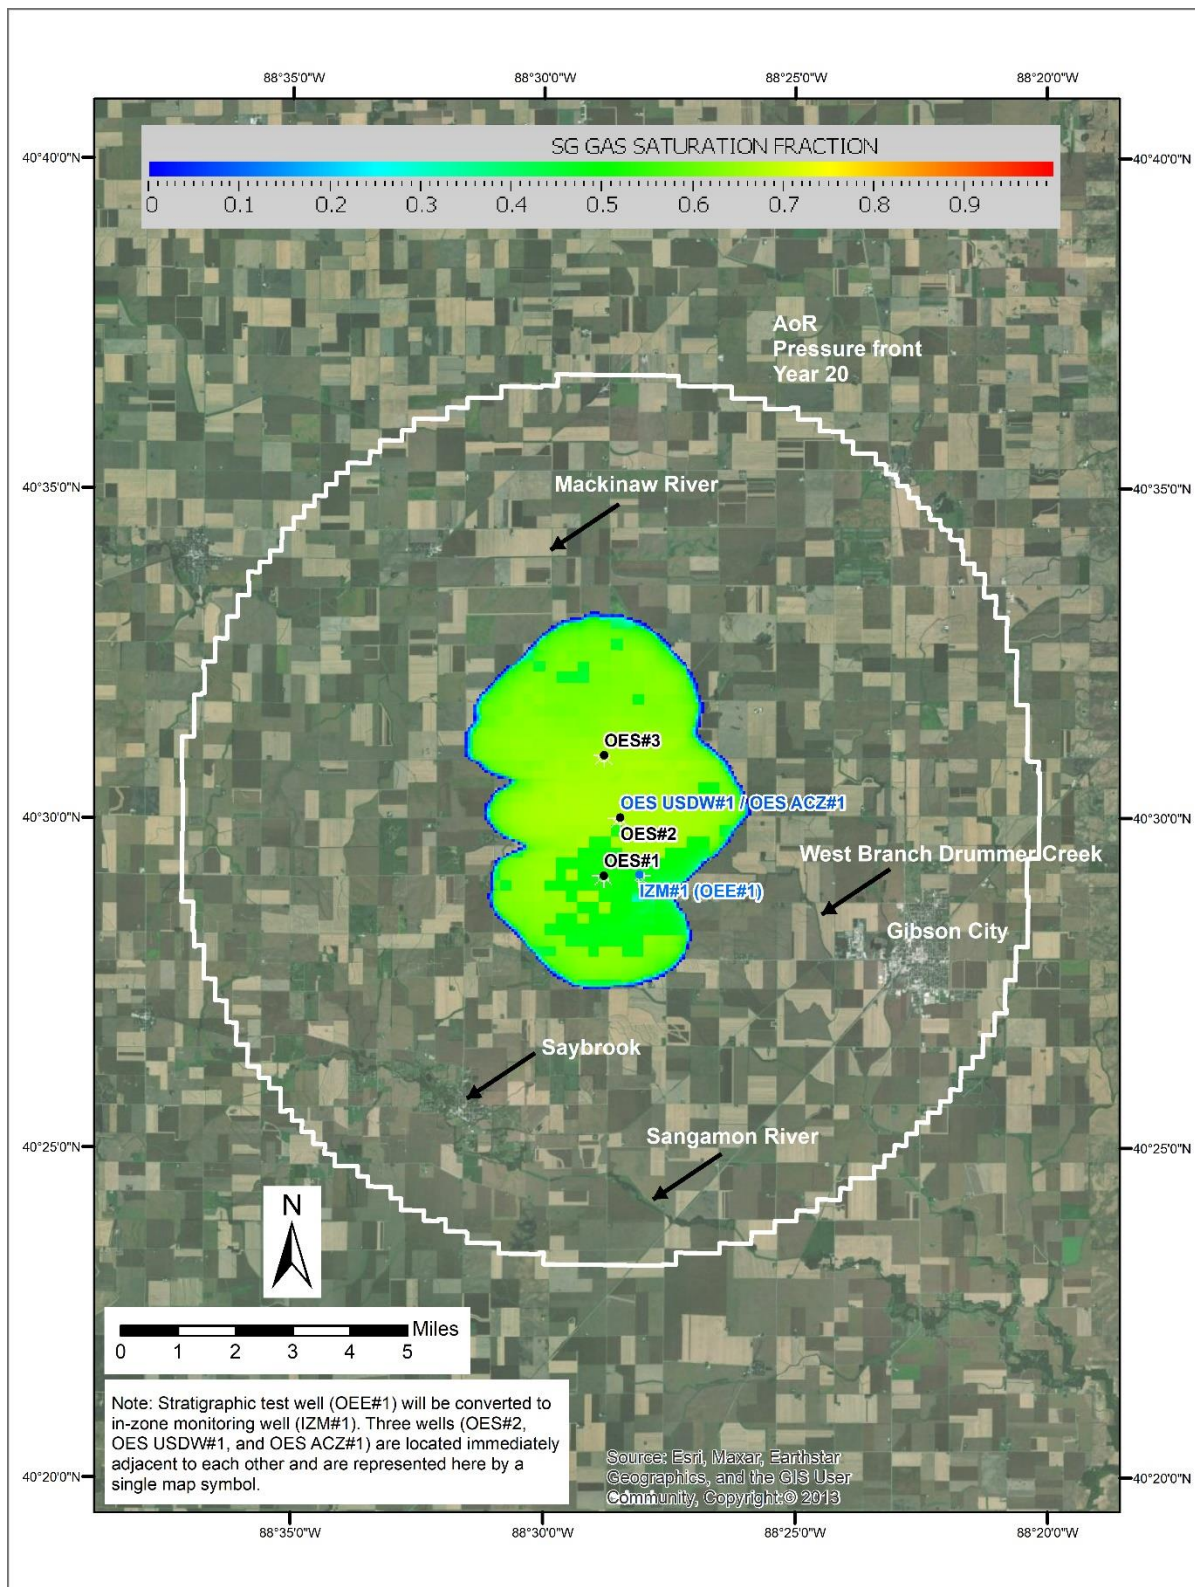 88°35'0"W 88°30'0"W 88°25'0"W 88°20'0"W
SG GAS SATURATION FRACTION
0 0.1 0.2 0.3 0.4 0.5 0.6 0.7 0.8 0.9
40°40'0"N 40°40'0"N
AoR
Pressure front
Year 20
40°35'0"N 40°35'0"N
Mackinaw River
OES#3
OES USDW#1 / OES ACZ#1
40°30'0"N 40°30'0"N
OES#2
West Branch Drummer Creek
OES#1
IZM#1 (OEE#1)
Gibson City
Saybrook
Sangamon River
40°25'0"N 40°25'0"N
N
Miles
0 1 2 3 4 5
Note: Stratigraphic test well (OEE#1) will be converted to
in-zone monitoring well (IZM#1). Three wells (OES#2,
OES USDW#1, and OES ACZ#1) are located immediately
adjacent to each other and are represented here by a
single map symbol.
Source: Esri, Maxar, Earthstar
Geographics, and the GIS User
Community, Copyright:© 2013
40°20'0"N 40°20'0"N
88°35'0"W 88°30'0"W 88°25'0"W 88°20'0"W